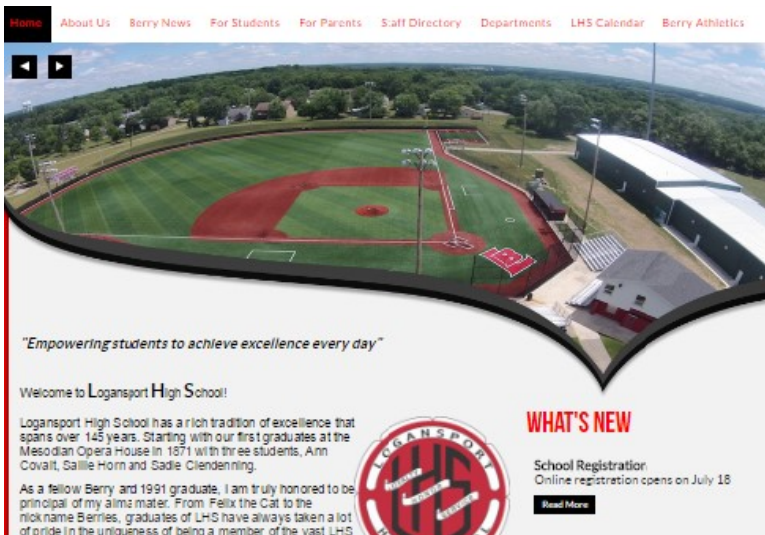 Home About Us Berry News For Students For Parents Staff Directory Departments LHS Calendar Berry Athletics
"Empowering students to achieve excellence every day"
Welcome to Logansport High School!
Logansport High School has a rich tradition of excellence that
spans over 145 years. Starting with our first graduates at the
Mesodian Opera House in 1871 with three students, Ann
Covalt, Sallie Horn and Sadie Clendenning.
As a fellow Berry and 1991 graduate, I am truly honored to be
principal of my alma mater. From Felix the Cat to the
nickname Berries, graduates of LHS have always taken a lot
of pride in the uniqueness of being a member of the vast LHS
LOGANSPORT
LHS
LOYALTY
HONOR
SERVICE
WHAT'S NEW
School Registration
Online registration opens on July 18
Read More